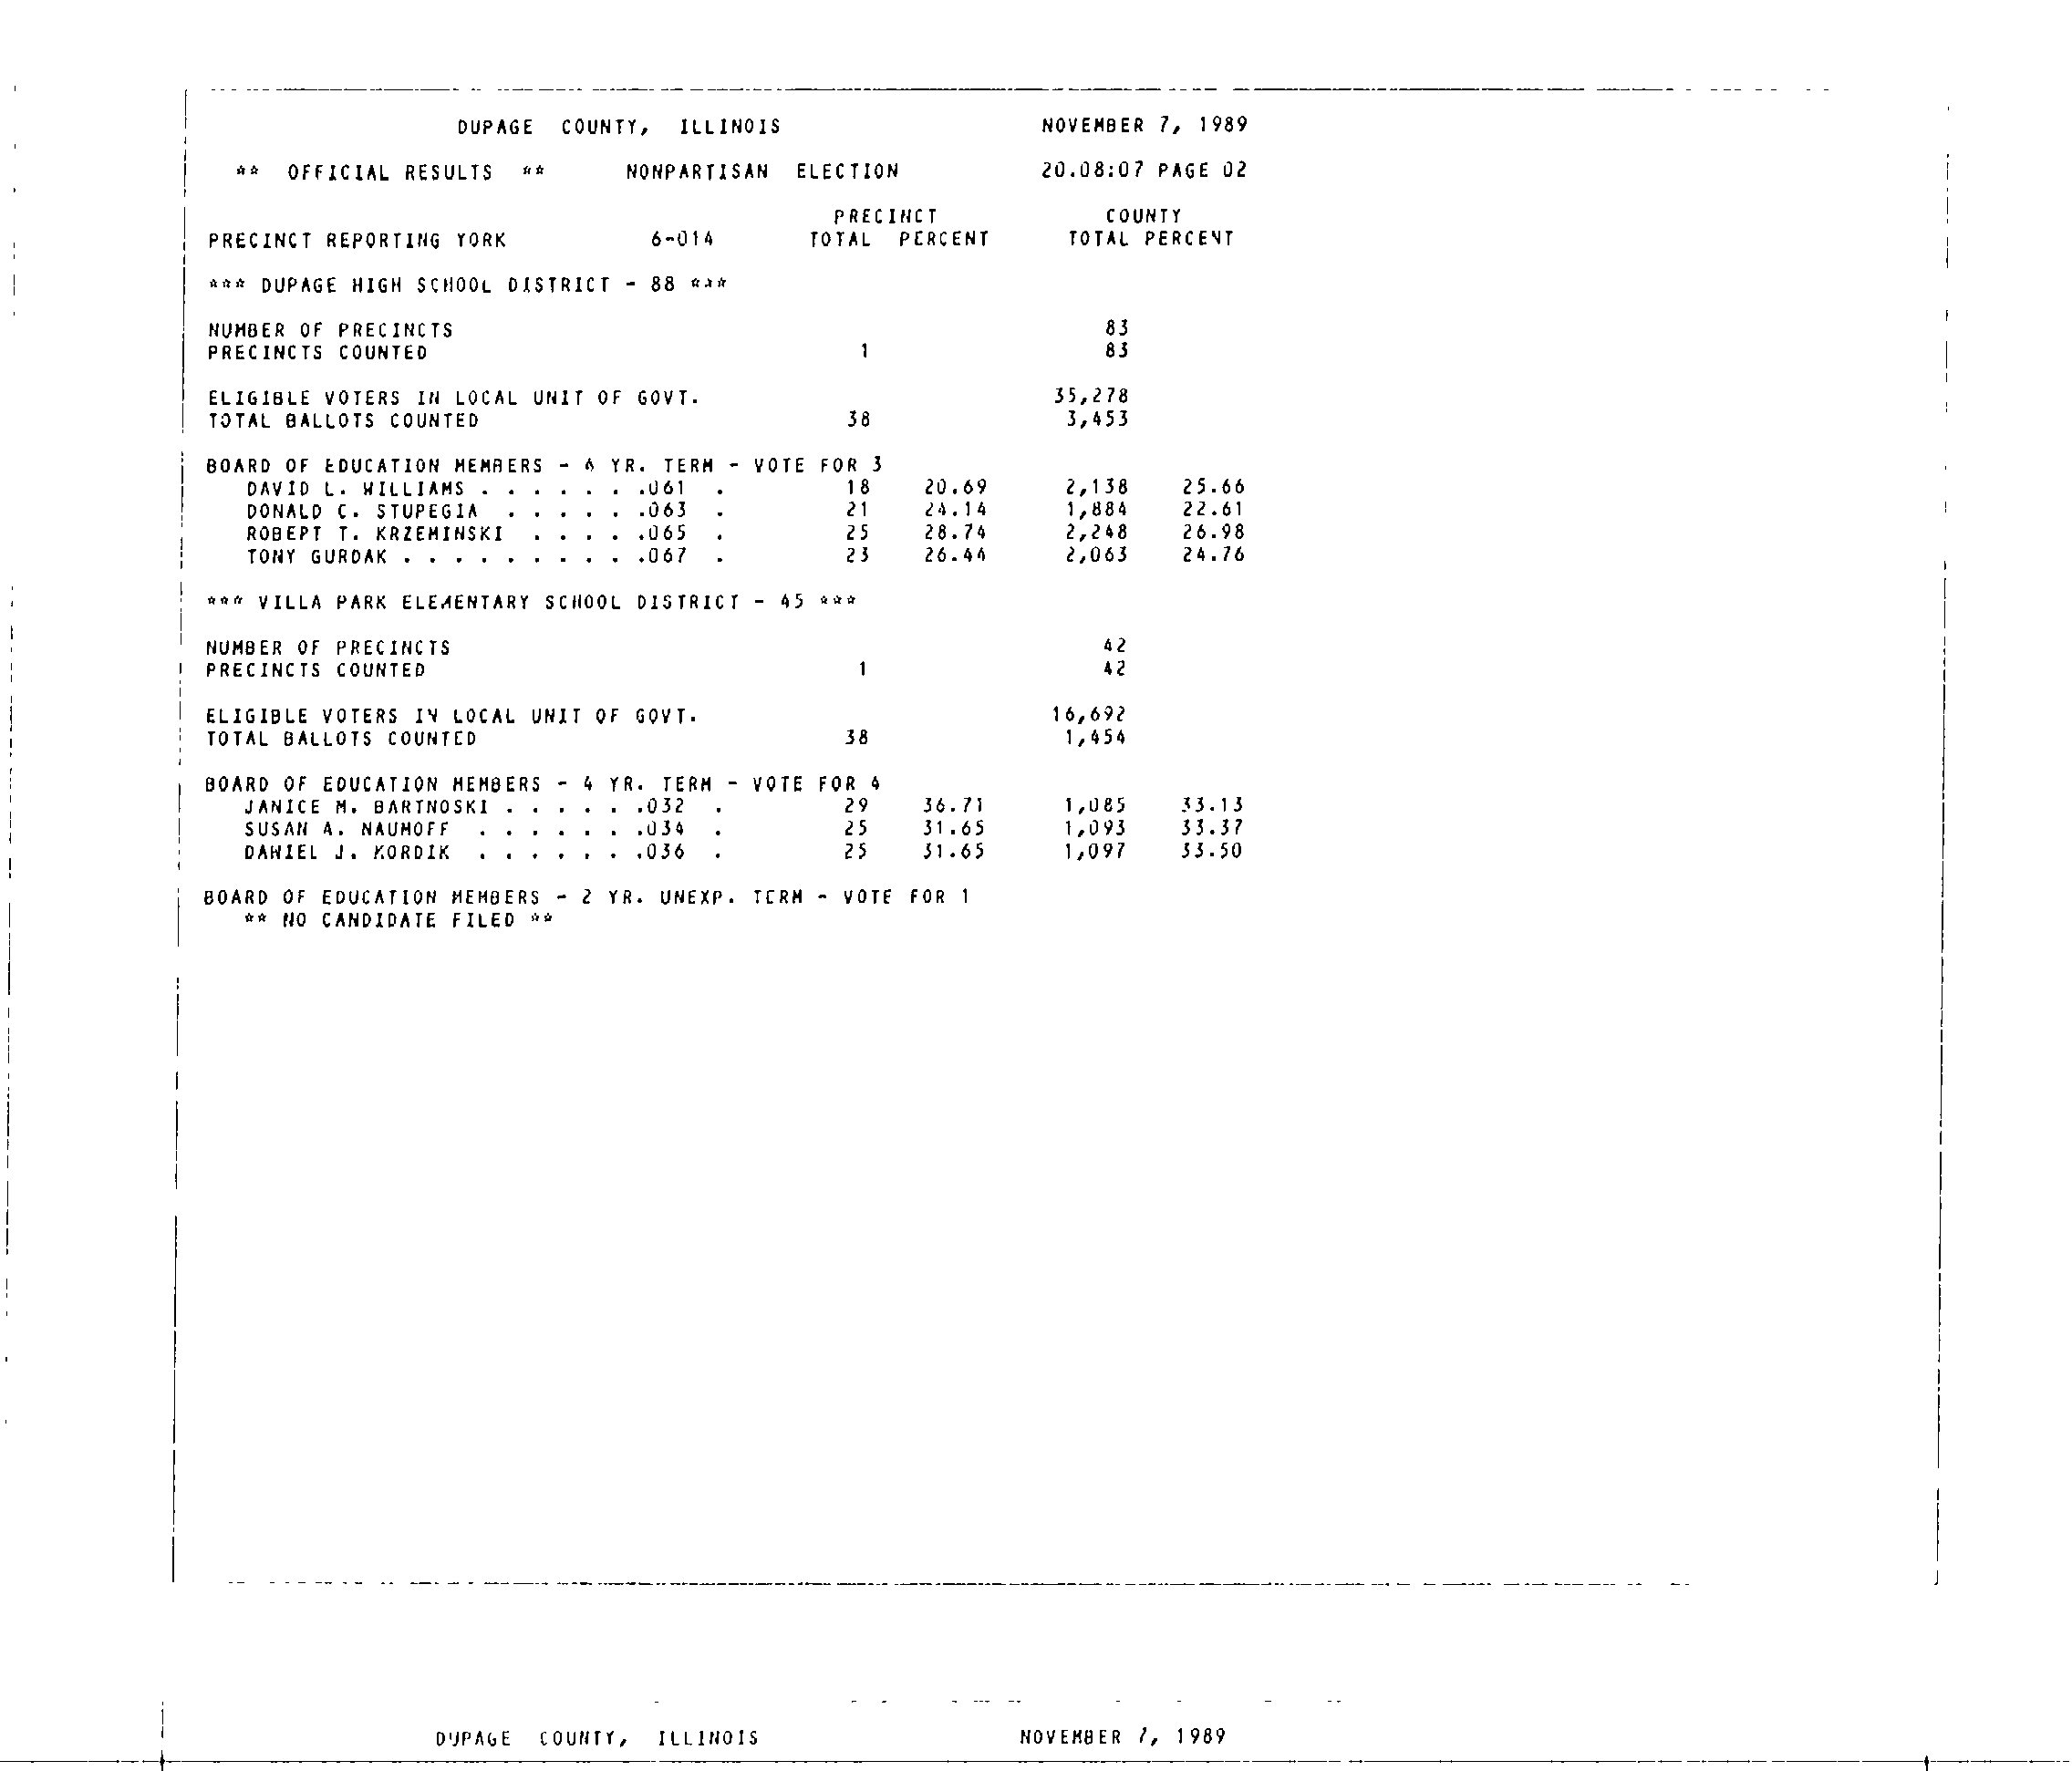 DUPAGE COUNTY, ILLINOIS NOVEMBER 7, 1989
** OFFICIAL RESULTS ** NONPARTISAN ELECTION 20.08:07 PAGE 02
PRECINCT COUNTY
PRECINCT REPORTING YORK 6-014 TOTAL PERCENT TOTAL PERCENT
*** DUPAGE HIGH SCHOOL DISTRICT - 88 ***
NUMBER OF PRECINCTS 83
PRECINCTS COUNTED 1 83
ELIGIBLE VOTERS IN LOCAL UNIT OF GOVT. 35,278
TOTAL BALLOTS COUNTED 38 3,453
BOARD OF EDUCATION MEMBERS - YR. TERM - VOTE FOR 3
DAVID L. WILLIAMS . . . . . . .061 . 18 20.69 2,138 25.66
DONALD C. STUPEGIA . . . . . .063 . 21 24.14 1,884 22.61
ROBERT T. KRZEMINSKI . . . . .065 . 25 28.74 2,248 26.98
TONY GURDAK . . . . . . . . . .067 . 23 26.44 2,063 24.76
*** VILLA PARK ELEMENTARY SCHOOL DISTRICT - 45 ***
NUMBER OF PRECINCTS 42
PRECINCTS COUNTED 1 42
ELIGIBLE VOTERS IN LOCAL UNIT OF GOVT. 16,692
TOTAL BALLOTS COUNTED 38 1,454
BOARD OF EDUCATION MEMBERS - 4 YR. TERM - VOTE FOR 4
JANICE M. BARTNOSKI . . . . . .032 . 29 36.71 1,085 33.13
SUSAN A. NAUMOFF . . . . . . .034 . 25 31.65 1,093 33.37
DANIEL J. KORDIK . . . . . . .036 . 25 31.65 1,097 33.50
BOARD OF EDUCATION MEMBERS - 2 YR. UNEXP. TERM - VOTE FOR 1
** NO CANDIDATE FILED **
DUPAGE COUNTY, ILLINOIS NOVEMBER 7, 1989